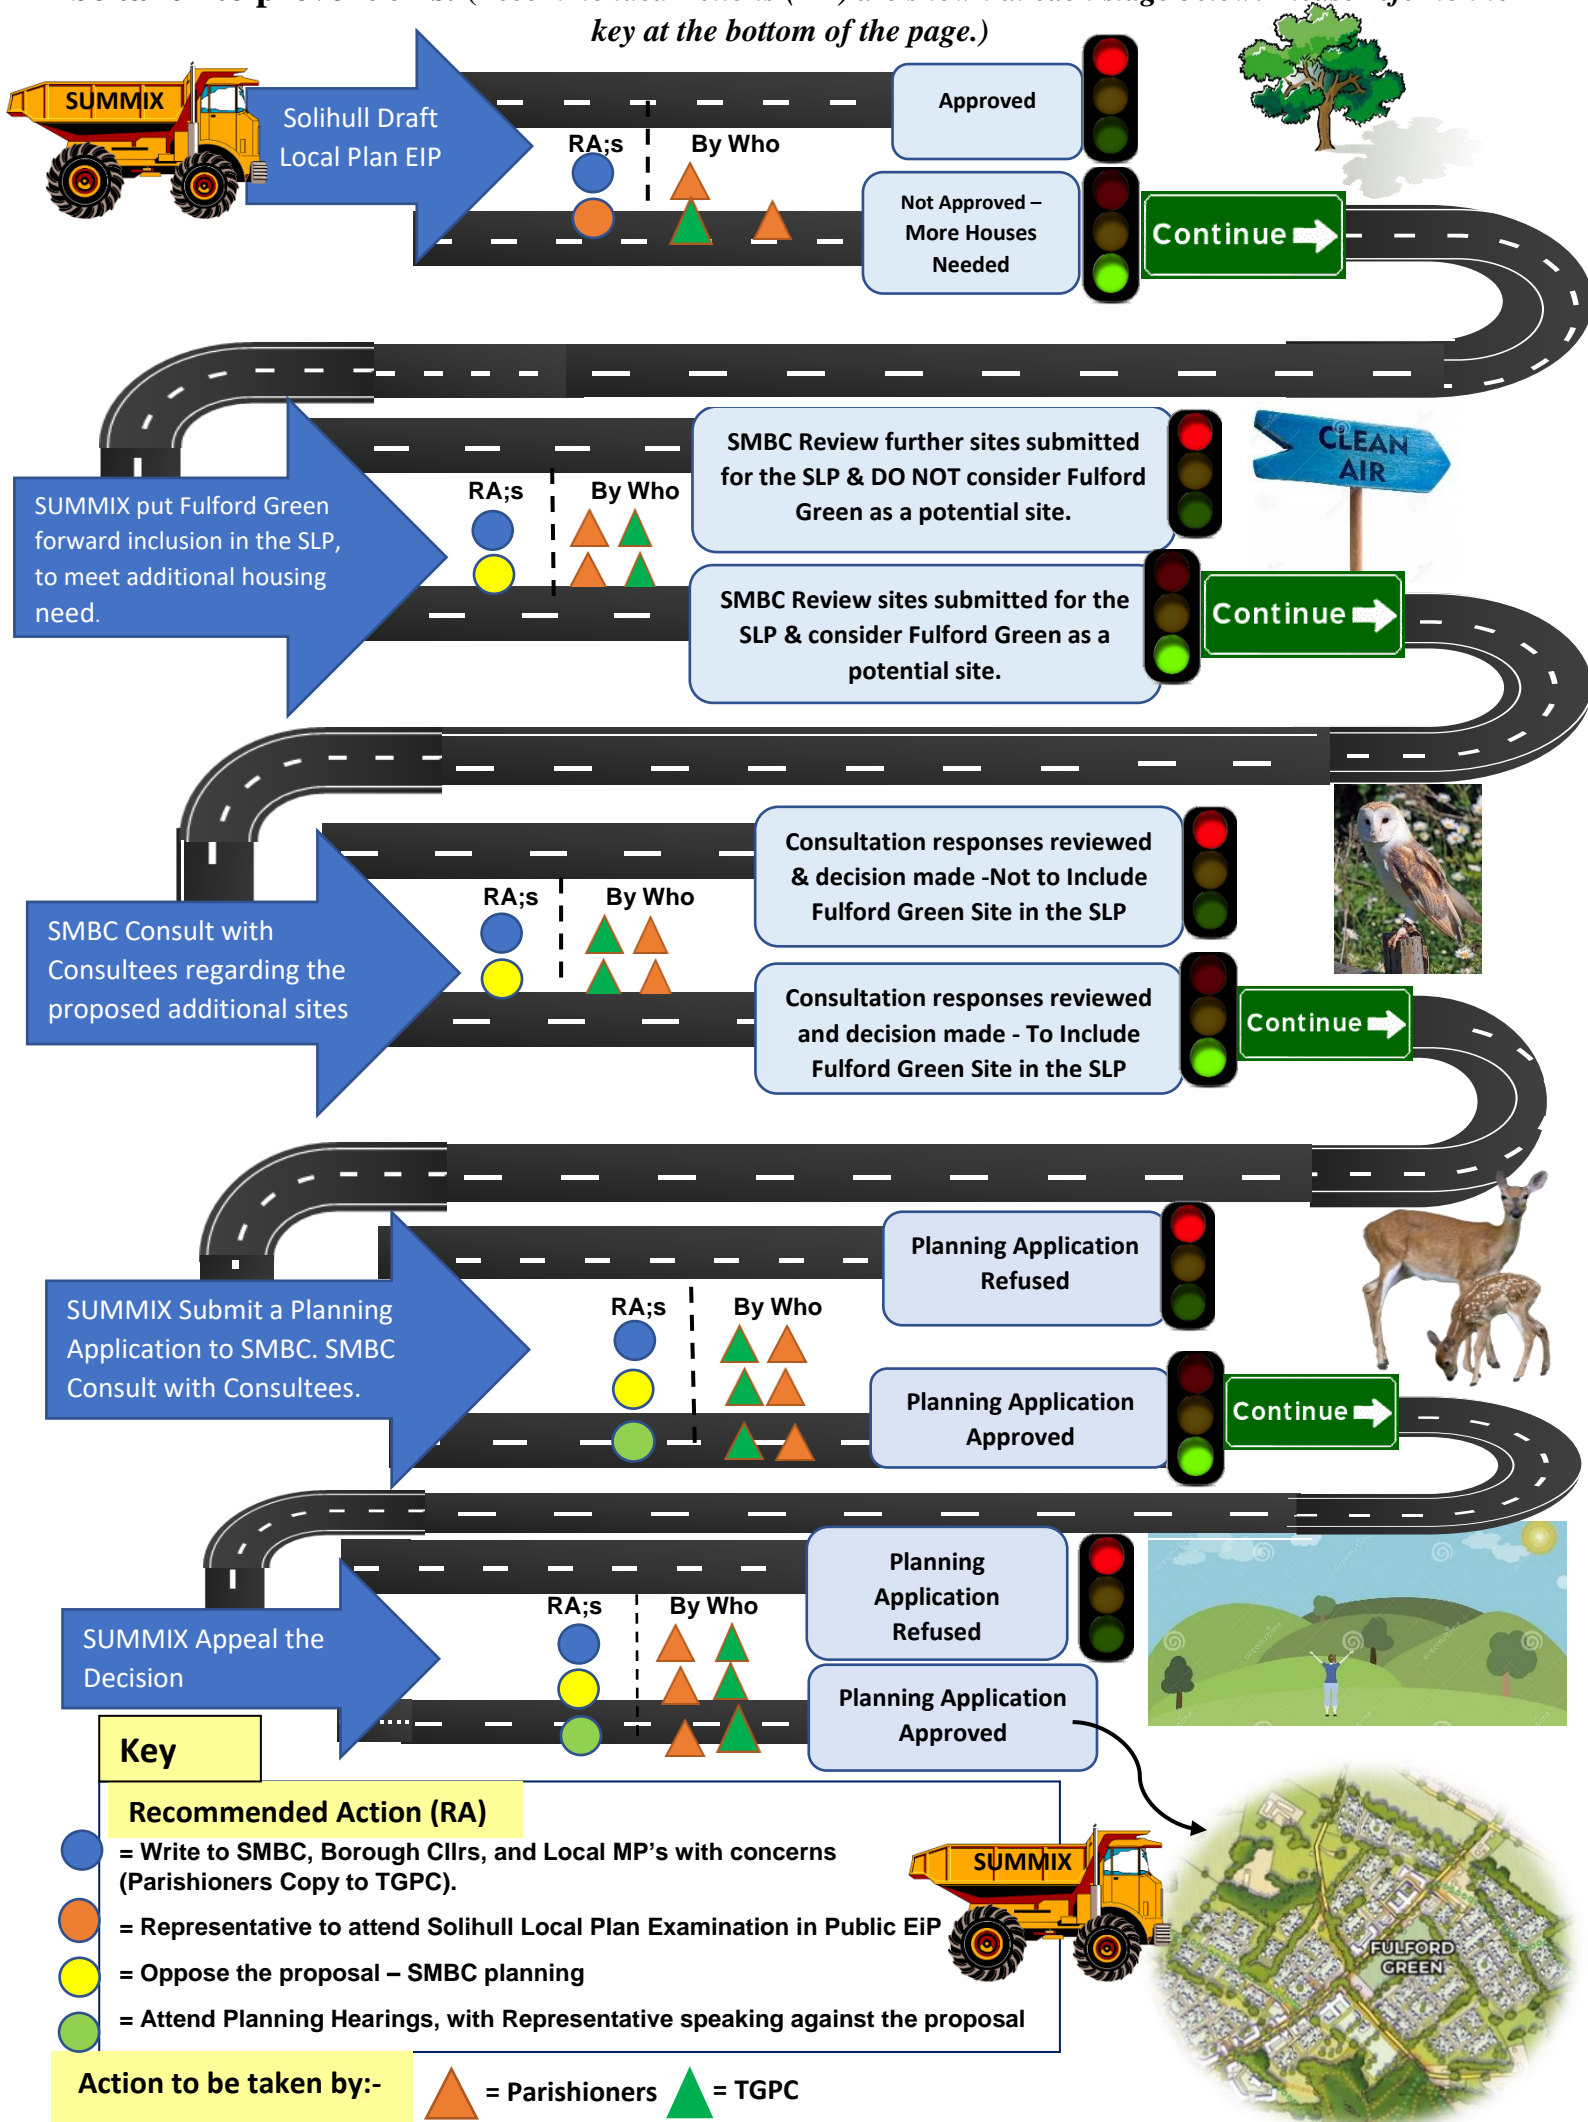 key at the bottom of the page.)
SUMMIX
Solihull Draft
Local Plan EIP
RA;s
By Who
Approved
Not Approved –
More Houses
Needed
Continue
SUMMIX put Fulford Green
forward inclusion in the SLP,
to meet additional housing
need.
RA;s
By Who
SMBC Review further sites submitted
for the SLP & DO NOT consider Fulford
Green as a potential site.
SMBC Review sites submitted for the
SLP & consider Fulford Green as a
potential site.
CLEAN
AIR
Continue
SMBC Consult with
Consultees regarding the
proposed additional sites
RA;s
By Who
Consultation responses reviewed
& decision made -Not to Include
Fulford Green Site in the SLP
Consultation responses reviewed
and decision made - To Include
Fulford Green Site in the SLP
Continue
SUMMIX Submit a Planning
Application to SMBC. SMBC
Consult with Consultees.
RA;s
By Who
Planning Application
Refused
Planning Application
Approved
Continue
SUMMIX Appeal the
Decision
RA;s
By Who
Planning
Application
Refused
Planning Application
Approved
Key
Recommended Action (RA)
= Write to SMBC, Borough Cllrs, and Local MP's with concerns
(Parishioners Copy to TGPC).
= Representative to attend Solihull Local Plan Examination in Public EiP
= Oppose the proposal – SMBC planning
= Attend Planning Hearings, with Representative speaking against the proposal
Action to be taken by:-
= Parishioners
= TGPC
SUMMIX
FULFORD
GREEN